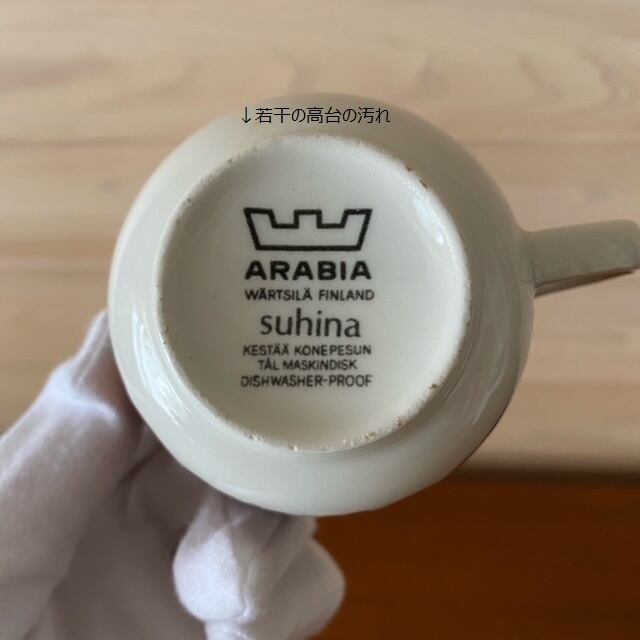 ↓若干の高台の汚れ
ARABIA
WÄRTSILÄ FINLAND
suhina
KESTÄÄ KONEPESUN
TÅL MASKINDISK
DISHWASHER-PROOF